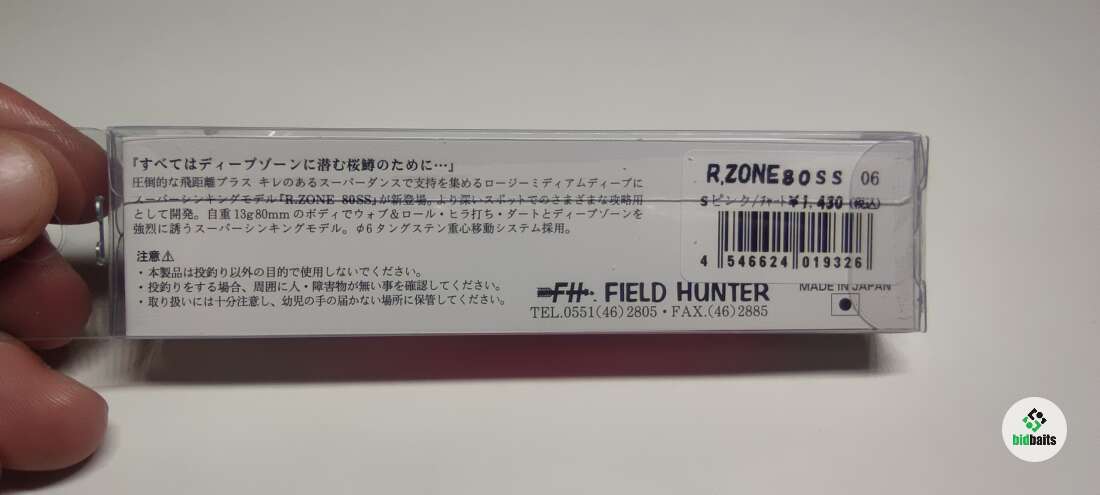 『すべてはディープゾーンに潜む桜鱒のために…』
圧倒的な飛距離プラス キレのあるスーパーダンスで支持を集めるロージーミディアムディープに
スーパーシンキングモデル「R.ZONE 80SS」が新登場。より深いスポットでのさまざまな攻略用
として開発。自重13g80mmのボディでウォブ&ロール・ヒラ打ち・ダートとディープゾーンを
強烈に誘うスーパーシンキングモデル。φ6タングステン重心移動システム採用。
注意⚠
・本製品は投釣り以外の目的で使用しないでください。
・投釣りをする場合、周囲に人・障害物が無い事を確認してください。
・取り扱いには十分注意し、幼児の手の届かない場所に保管してください。
FH. FIELD HUNTER
TEL.0551(46)2805・FAX.(46)2885
R.ZONE80SS 06
Sピンク/チャート ¥1,430(税込)
4 546624 019326
MADE IN JAPAN
bidbaits